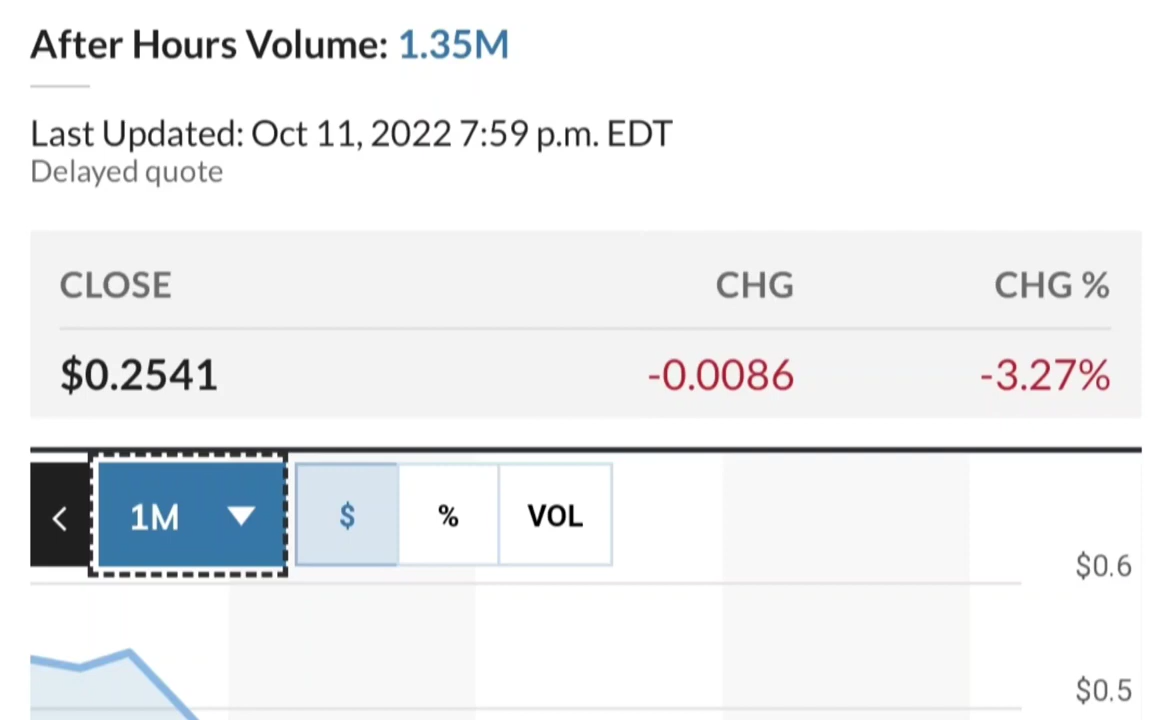 After Hours Volume: 1.35M
Last Updated: Oct 11, 2022 7:59 p.m. EDT
Delayed quote
CLOSE CHG CHG %
$0.2541 -0.0086 -3.27%
1M $ % VOL
$0.6
$0.5